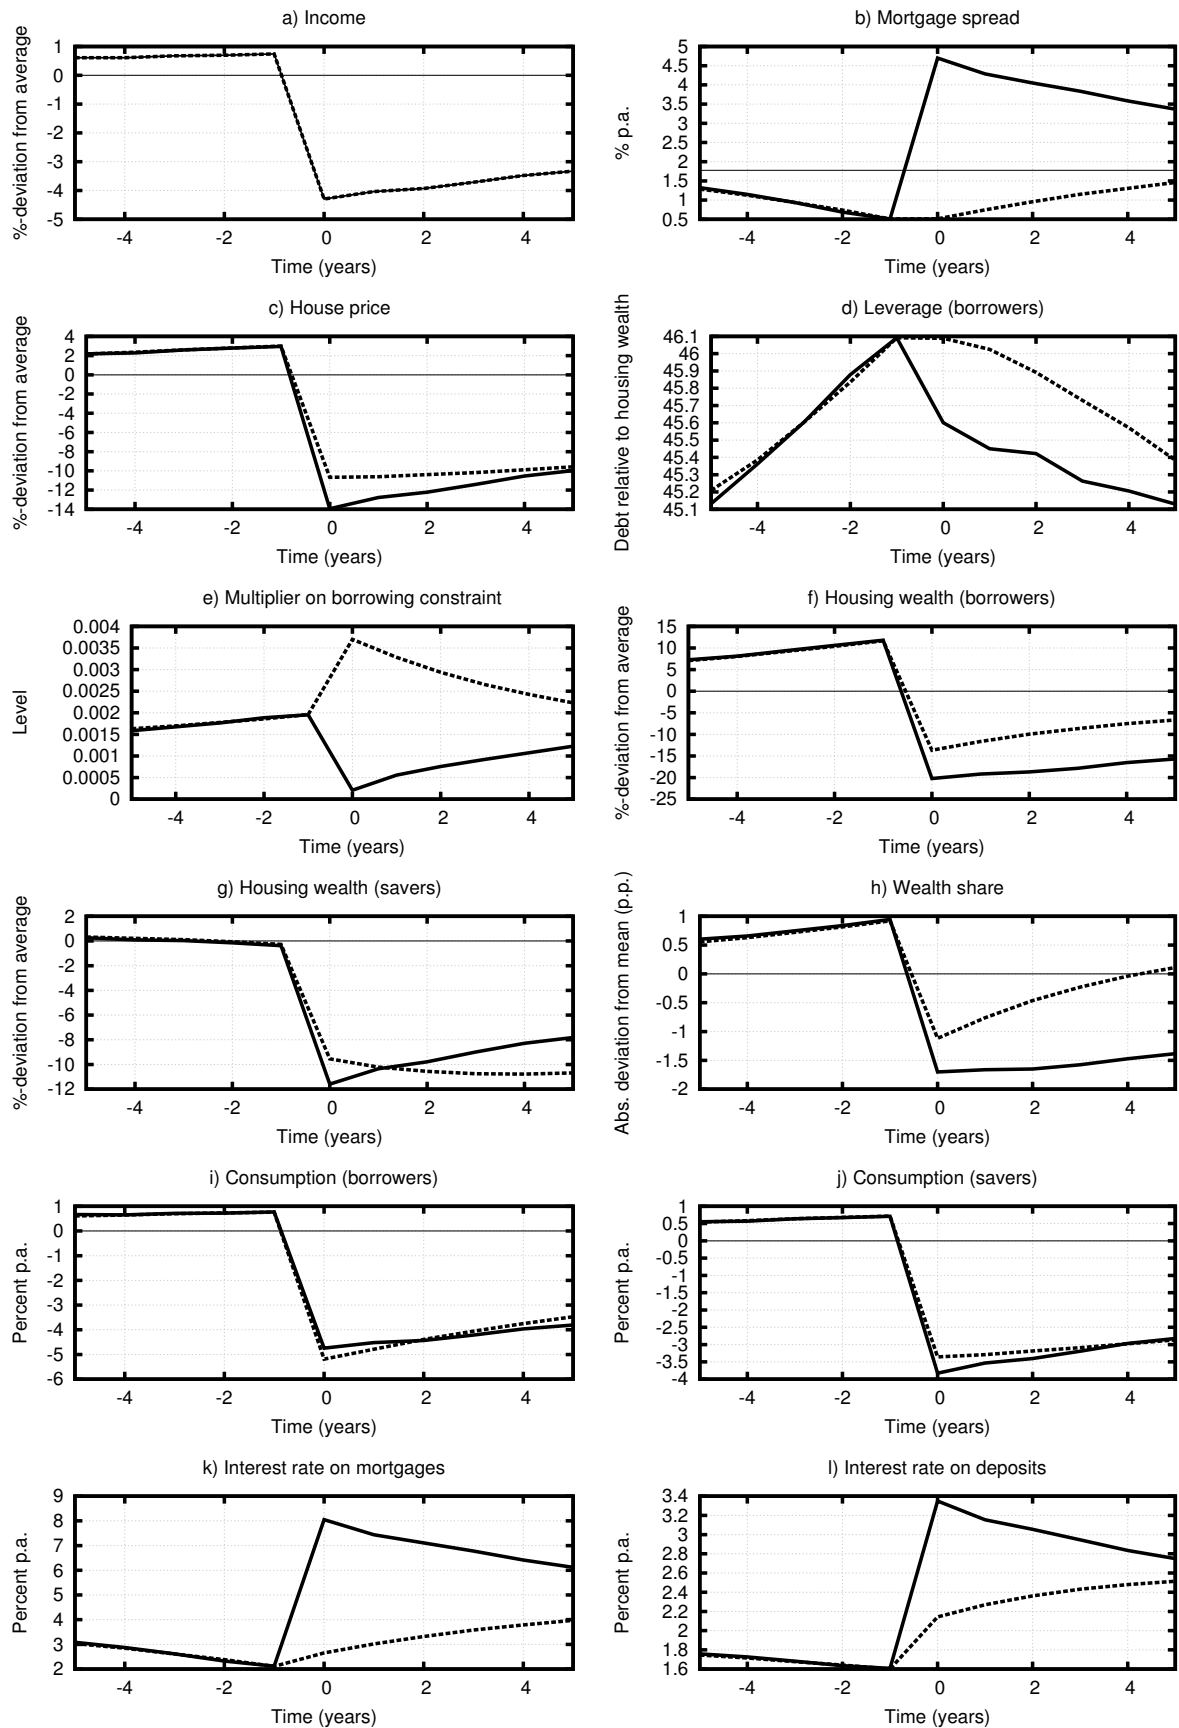 a) Income
%-deviation from average
1
0
-1
-2
-3
-4
-5
-4 -2 0 2 4
Time (years)
b) Mortgage spread
% p.a.
5
4.5
4
3.5
3
2.5
2
1.5
1
0.5
-4 -2 0 2 4
Time (years)
c) House price
%-deviation from average
4
2
0
-2
-4
-6
-8
-10
-12
-14
-4 -2 0 2 4
Time (years)
d) Leverage (borrowers)
Debt relative to housing wealth
46.1
46
45.9
45.8
45.7
45.6
45.5
45.4
45.3
45.2
45.1
-4 -2 0 2 4
Time (years)
e) Multiplier on borrowing constraint
Level
0.004
0.0035
0.003
0.0025
0.002
0.0015
0.001
0.0005
0
-4 -2 0 2 4
Time (years)
f) Housing wealth (borrowers)
%-deviation from average
15
10
5
0
-5
-10
-15
-20
-25
-4 -2 0 2 4
Time (years)
g) Housing wealth (savers)
%-deviation from average
2
0
-2
-4
-6
-8
-10
-12
-4 -2 0 2 4
Time (years)
h) Wealth share
Abs. deviation from mean (p.p.)
1
0.5
0
-0.5
-1
-1.5
-2
-4 -2 0 2 4
Time (years)
i) Consumption (borrowers)
Percent p.a.
1
0
-1
-2
-3
-4
-5
-6
-4 -2 0 2 4
Time (years)
j) Consumption (savers)
Percent p.a.
1
0.5
0
-0.5
-1
-1.5
-2
-2.5
-3
-3.5
-4
-4 -2 0 2 4
Time (years)
k) Interest rate on mortgages
Percent p.a.
9
8
7
6
5
4
3
2
-4 -2 0 2 4
Time (years)
l) Interest rate on deposits
Percent p.a.
3.4
3.2
3
2.8
2.6
2.4
2.2
2
1.8
1.6
-4 -2 0 2 4
Time (years)